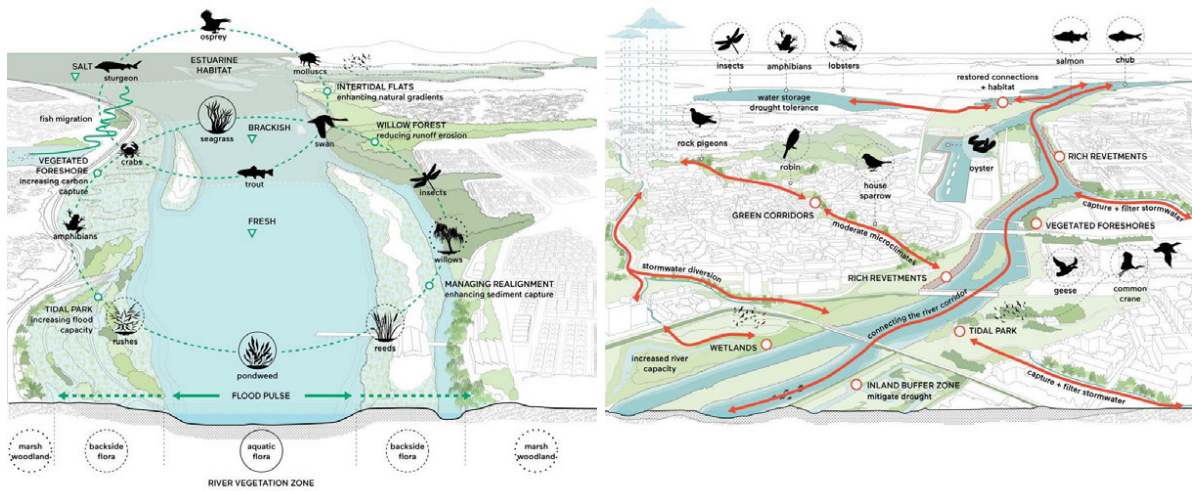 osprey
SALT
sturgeon
ESTUARINE
HABITAT
molluscs
INTERTIDAL FLATS
enhancing natural gradients
fish migration
seagrass
BRACKISH
swan
WILLOW FOREST
reducing runoff erosion
VEGETATED
FORESHORE
increasing carbon
capture
crabs
trout
insects
amphibians
FRESH
willows
TIDAL PARK
increasing flood
capacity
rushes
MANAGING REALIGNMENT
enhancing sediment capture
pondweed
reeds
FLOOD PULSE
marsh
woodland
backside
flora
aquatic
flora
backside
flora
marsh
woodland
RIVER VEGETATION ZONE
insects
amphibians
lobsters
salmon
chub
restored connections
+ habitat
water storage
drought tolerance
rock pigeons
robin
house
sparrow
oyster
RICH REVETMENTS
GREEN CORRIDORS
moderate microclimates
capture + filter stormwater
VEGETATED FORESHORES
RICH REVETMENTS
stormwater diversion
geese
common
crane
connecting the river corridor
WETLANDS
TIDAL PARK
increased river
capacity
INLAND BUFFER ZONE
mitigate drought
capture + filter stormwater